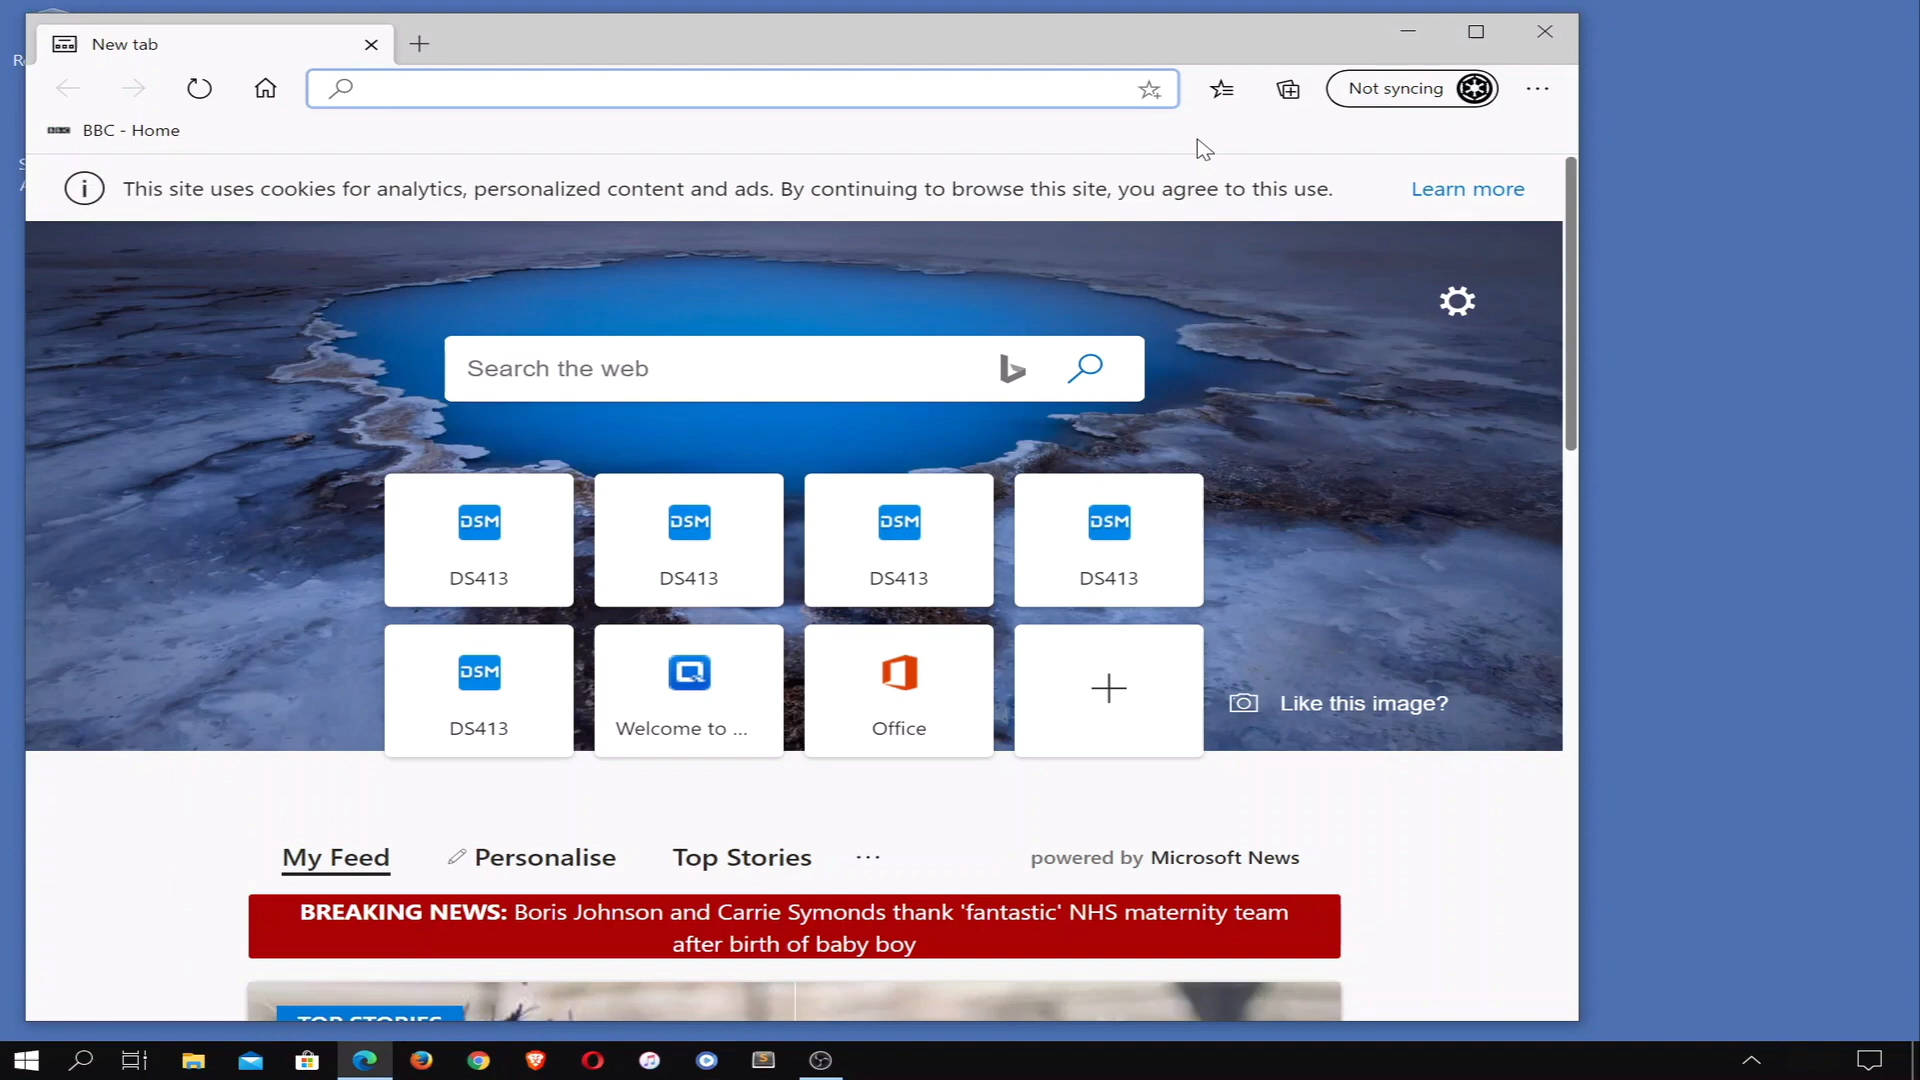 New tab
Not syncing
BBC - Home
This site uses cookies for analytics, personalized content and ads. By continuing to browse this site, you agree to this use.
Learn more
Search the web
DSM
DSM
DSM
DSM
DS413
DS413
DS413
DS413
DSM
DS413
Welcome to ...
Office
Like this image?
My Feed
Personalise
Top Stories
powered by Microsoft News
BREAKING NEWS: Boris Johnson and Carrie Symonds thank 'fantastic' NHS maternity team
after birth of baby boy
TOP STORIES